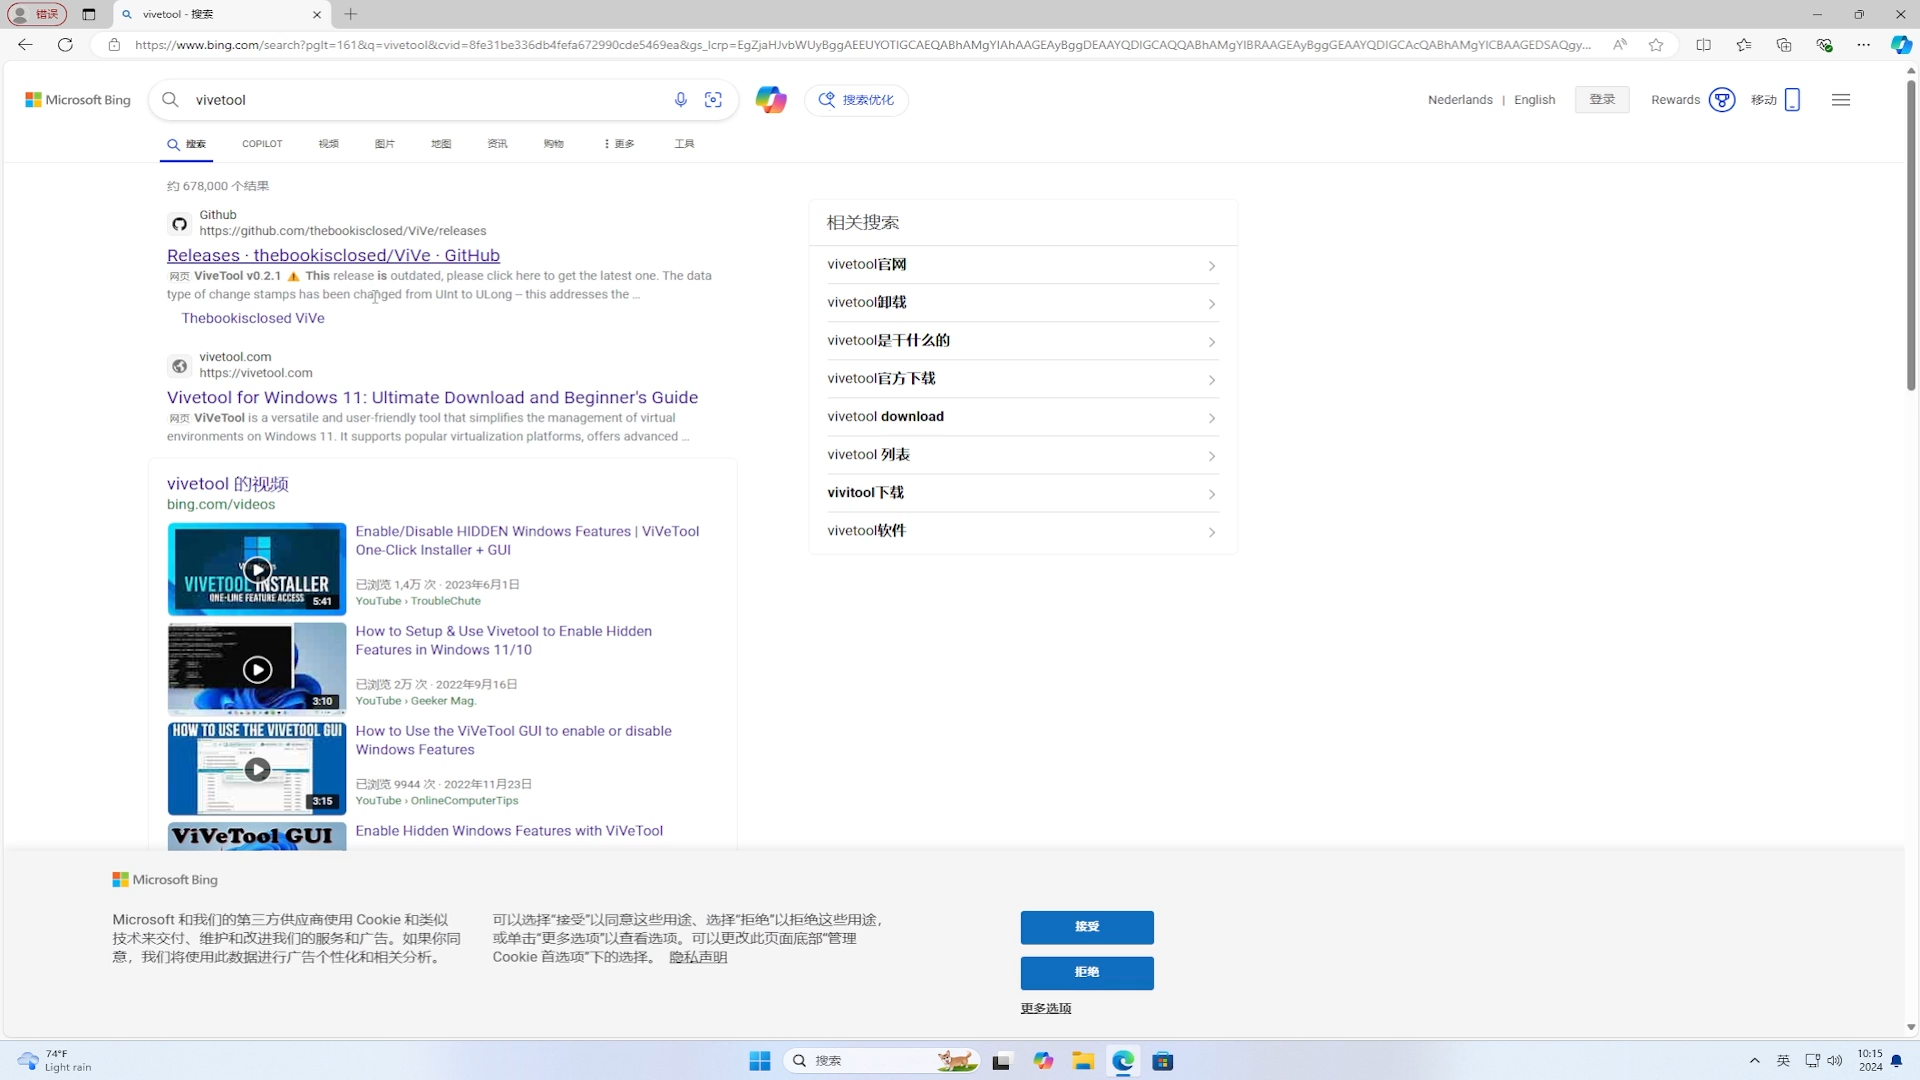 错误
vivetool - 搜索
https://www.bing.com/search?pglt=161&q=vivetool&cvid=8fe31be336db4fefa672990cde5469ea&gs_lcrp=EgZjaHJvbWUyBggAEEUYOTIGCAEQABhAMgYIAhAAGEAyBggDEAAYQDIGCAQQABhAMgYIBRAAGEAyBggGEAAYQDIGCAcQABhAMgYICBAAGEDSAQgy...
Microsoft Bing
vivetool
搜索优化
Nederlands | English
登录
Rewards
移动
搜索
COPILOT
视频
图片
地图
资讯
购物
更多
工具
约 678,000 个结果
Github
https://github.com/thebookisclosed/ViVe/releases
Releases · thebookisclosed/ViVe · GitHub
网页 ViveTool v0.2.1 ⚠ This release is outdated, please click here to get the latest one. The data
type of change stamps has been changed from UInt to ULong – this addresses the ...
Thebookisclosed ViVe
vivetool.com
https://vivetool.com
Vivetool for Windows 11: Ultimate Download and Beginner's Guide
网页 ViVeTool is a versatile and user-friendly tool that simplifies the management of virtual
environments on Windows 11. It supports popular virtualization platforms, offers advanced ...
vivetool 的视频
bing.com/videos
Windows
VIVETOOL INSTALLER
ONE-LINE FEATURE ACCESS
5:41
Enable/Disable HIDDEN Windows Features | ViVeTool
One-Click Installer + GUI
已浏览 1,4万 次 · 2023年6月1日
YouTube › TroubleChute
3:10
How to Setup & Use Vivetool to Enable Hidden
Features in Windows 11/10
已浏览 2万 次 · 2022年9月16日
YouTube › Geeker Mag.
HOW TO USE THE VIVETOOL GUI
3:15
How to Use the ViVeTool GUI to enable or disable
Windows Features
已浏览 9944 次 · 2022年11月23日
YouTube › OnlineComputerTips
ViVeTool GUI
Enable Hidden Windows Features with ViVeTool
相关搜索
vivetool官网
vivetool卸载
vivetool是干什么的
vivetool官方下载
vivetool download
vivetool 列表
vivitool下载
vivetool软件
Microsoft Bing
Microsoft 和我们的第三方供应商使用 Cookie 和类似
技术来交付、维护和改进我们的服务和广告。如果你同
意，我们将使用此数据进行广告个性化和相关分析。
可以选择“接受”以同意这些用途、选择“拒绝”以拒绝这些用途，
或单击“更多选项”以查看选项。可以更改此页面底部“管理
Cookie 首选项”下的选择。 隐私声明
接受
拒绝
更多选项
74°F
Light rain
搜索
英
10:15
2024